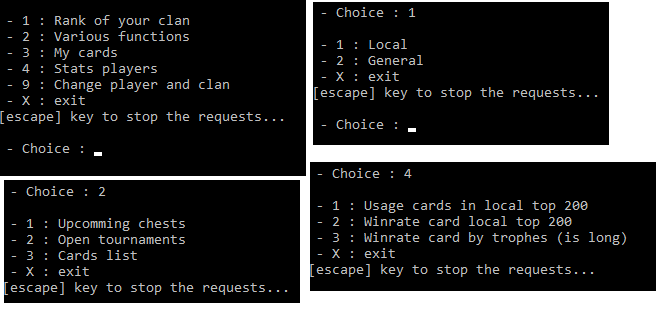 - 1 : Rank of your clan
- 2 : Various functions
- 3 : My cards
- 4 : Stats players
- 9 : Change player and clan
- X : exit
[escape] key to stop the requests...
- Choice :
- Choice : 1
- 1 : Local
- 2 : General
- X : exit
[escape] key to stop the requests...
- Choice :
- Choice : 2
- 1 : Upcomming chests
- 2 : Open tournaments
- 3 : Cards list
- X : exit
[escape] key to stop the requests...
- Choice : 4
- 1 : Usage cards in local top 200
- 2 : Winrate card local top 200
- 3 : Winrate card by trophes (is long)
- X : exit
[escape] key to stop the requests...